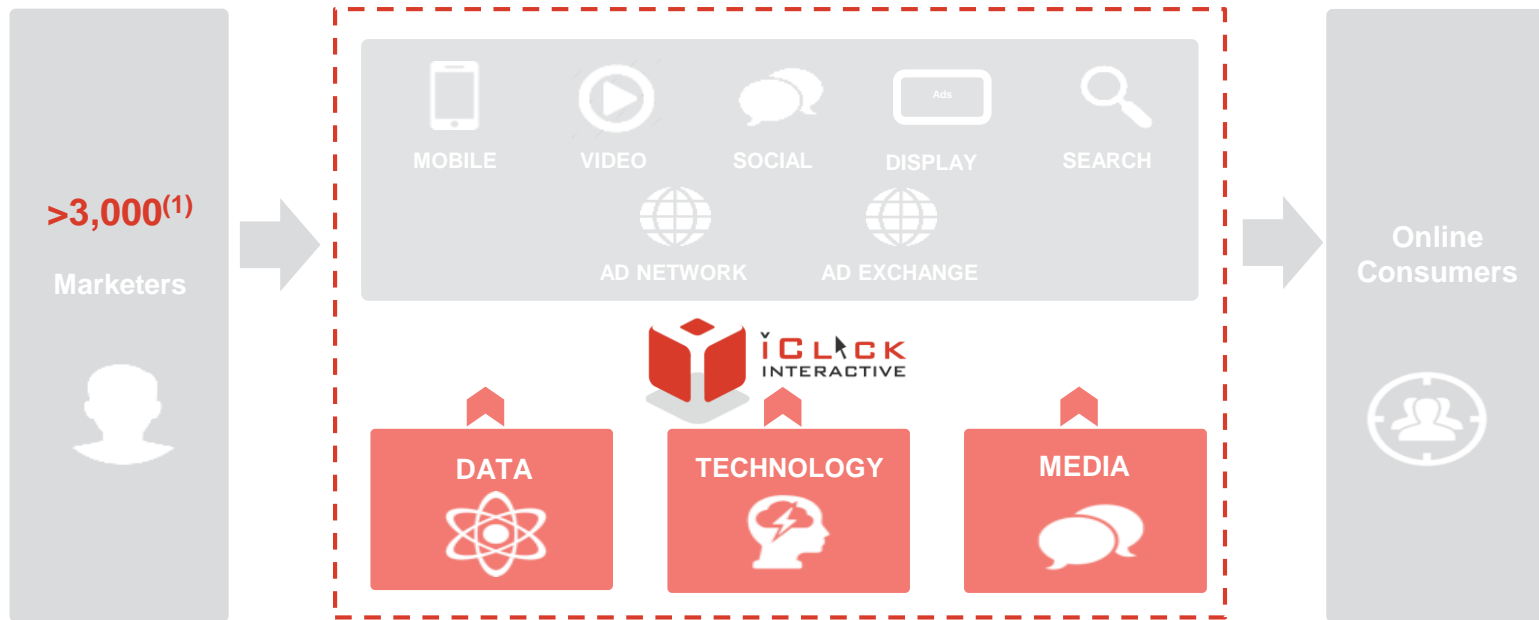 >3,000(1)
Marketers
Ads
MOBILE
VIDEO
SOCIAL
DISPLAY
SEARCH
AD NETWORK
AD EXCHANGE
iCLICK
INTERACTIVE
DATA
TECHNOLOGY
MEDIA
Online
Consumers